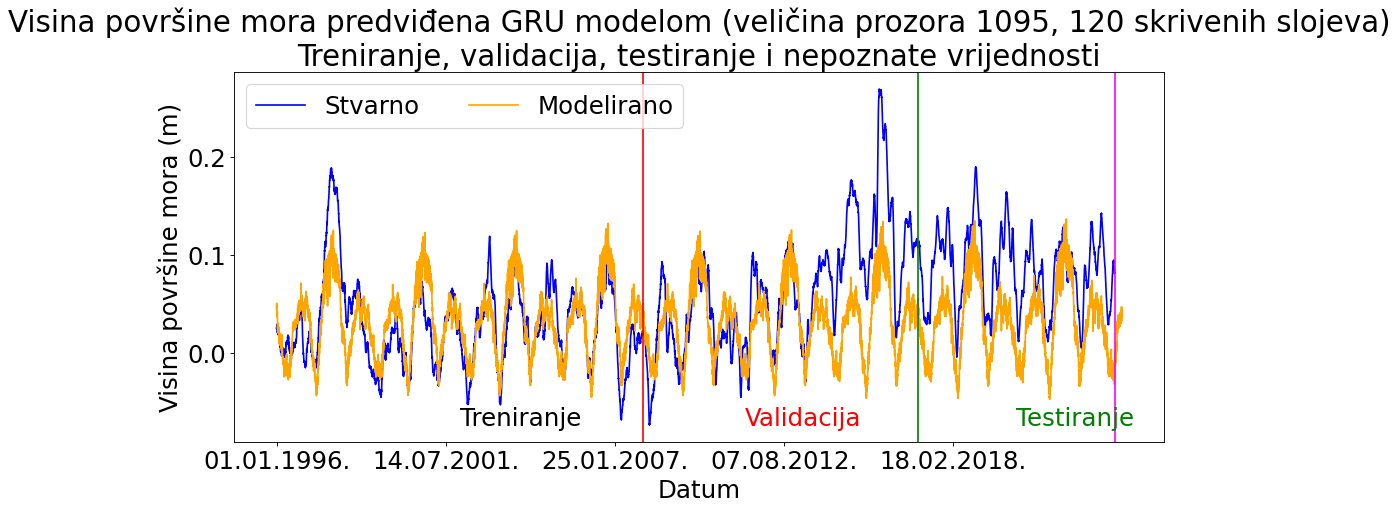 Visina površine mora predviđena GRU modelom (veličina prozora 1095, 120 skrivenih slojeva)
Treniranje, validacija, testiranje i nepoznate vrijednosti
Stvarno
Modelirano
Visina površine mora (m)
0.2
0.1
0.0
Treniranje
Validacija
Testiranje
01.01.1996.
14.07.2001.
25.01.2007.
07.08.2012.
18.02.2018.
Datum